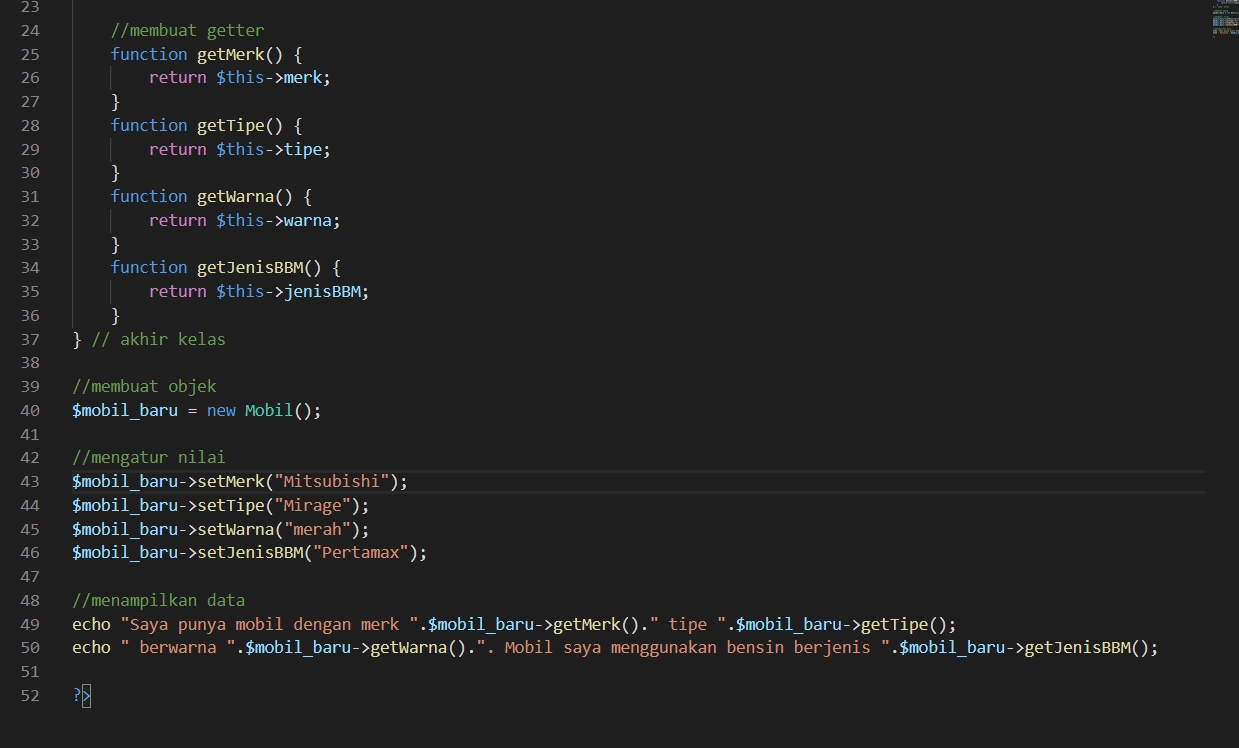 23
24 //membuat getter
25 function getMerk() {
26 return $this->merk;
27 }
28 function getTipe() {
29 return $this->tipe;
30 }
31 function getWarna() {
32 return $this->warna;
33 }
34 function getJenisBBM() {
35 return $this->jenisBBM;
36 }
37 } // akhir kelas
38
39 //membuat objek
40 $mobil_baru = new Mobil();
41
42 //mengatur nilai
43 $mobil_baru->setMerk("Mitsubishi");
44 $mobil_baru->setTipe("Mirage");
45 $mobil_baru->setWarna("merah");
46 $mobil_baru->setJenisBBM("Pertamax");
47
48 //menampilkan data
49 echo "Saya punya mobil dengan merk ".$mobil_baru->getMerk()." tipe ".$mobil_baru->getTipe();
50 echo " berwarna ".$mobil_baru->getWarna().". Mobil saya menggunakan bensin berjenis ".$mobil_baru->getJenisBBM();
51
52 ?>